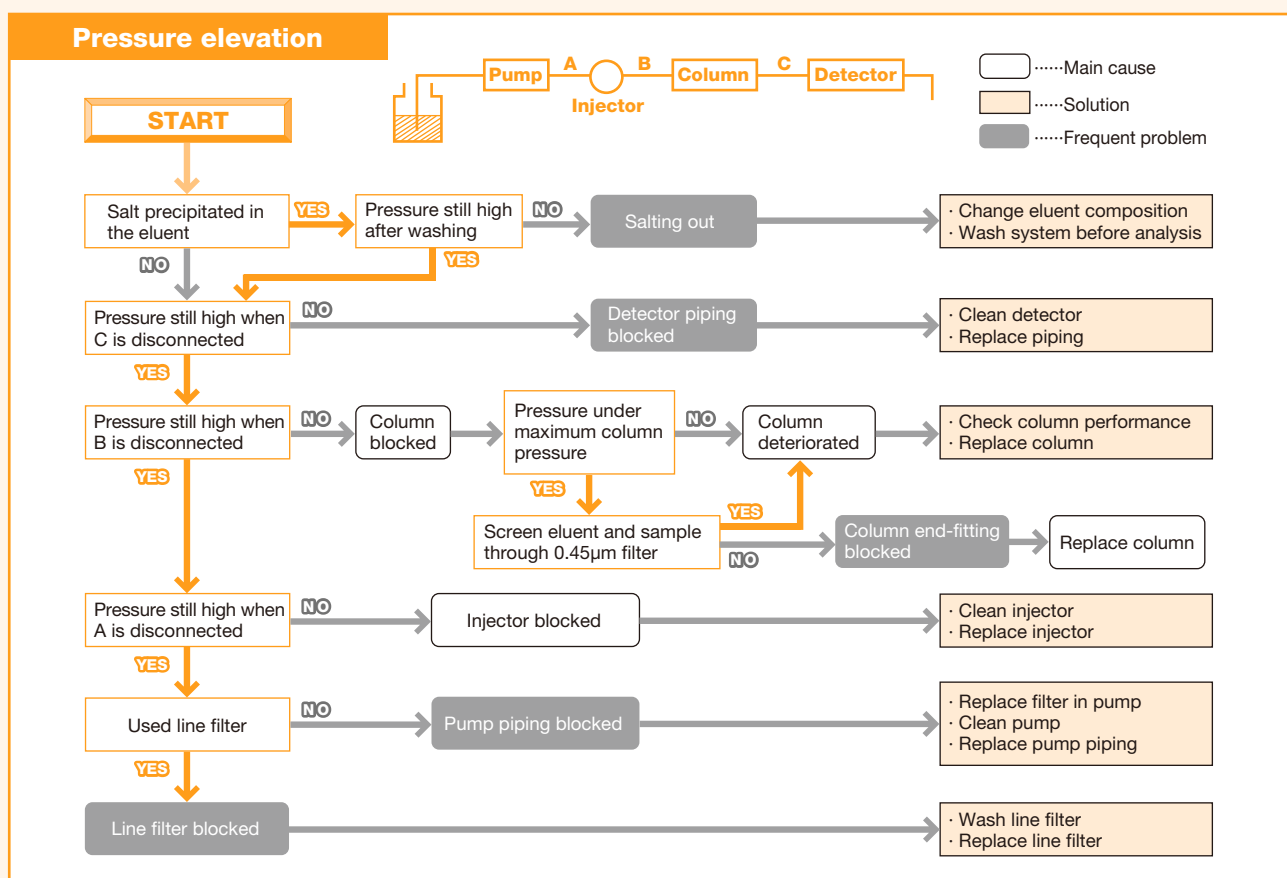 Pressure elevation
A
B
C
Pump
Column
Detector
Injector
······Main cause
······Solution
······Frequent problem
START
Salt precipitated in
the eluent
YES
Pressure still high
after washing
NO
Salting out
· Change eluent composition
· Wash system before analysis
NO
YES
Pressure still high when
C is disconnected
NO
Detector piping
blocked
· Clean detector
· Replace piping
YES
Pressure still high when
B is disconnected
NO
Column
blocked
Pressure under
maximum column
pressure
NO
Column
deteriorated
· Check column performance
· Replace column
YES
YES
Screen eluent and sample
through 0.45µm filter
YES
NO
Column end-fitting
blocked
Replace column
Pressure still high when
A is disconnected
NO
Injector blocked
· Clean injector
· Replace injector
YES
Used line filter
NO
Pump piping blocked
· Replace filter in pump
· Clean pump
· Replace pump piping
YES
Line filter blocked
· Wash line filter
· Replace line filter